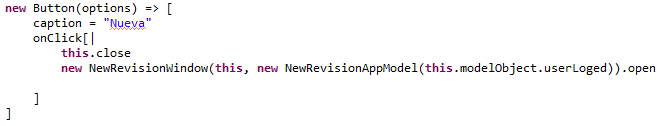 new Button(options) => [
    caption = "Nueva"
    onClick[|
        this.close
        new NewRevisionWindow(this, new NewRevisionAppModel(this.modelObject.userLoged)).open

    ]
]